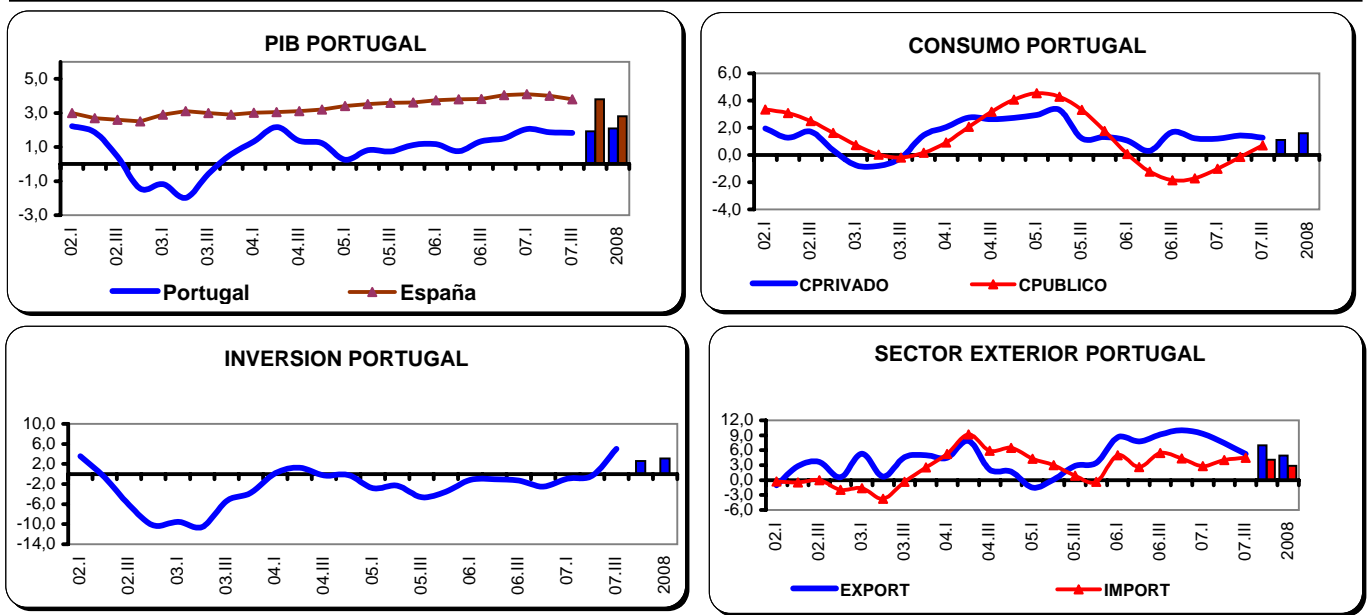 PIB PORTUGAL
5,0
3,0
1,0
-1,0
-3,0
02.I
02.III
03.I
03.III
04.I
04.III
05.I
05.III
06.I
06.III
07.I
07.III
2008
Portugal
España
CONSUMO PORTUGAL
6,0
4,0
2,0
0,0
-2,0
-4,0
02.I
02.III
03.I
03.III
04.I
04.III
05.I
05.III
06.I
06.III
07.I
07.III
2008
CPRIVADO
CPUBLICO
INVERSION PORTUGAL
10,0
6,0
2,0
-2,0
-6,0
-10,0
-14,0
02.I
02.III
03.I
03.III
04.I
04.III
05.I
05.III
06.I
06.III
07.I
07.III
2008
SECTOR EXTERIOR PORTUGAL
12,0
9,0
6,0
3,0
0,0
-3,0
-6,0
02.I
02.III
03.I
03.III
04.I
04.III
05.I
05.III
06.I
06.III
07.I
07.III
2008
EXPORT
IMPORT